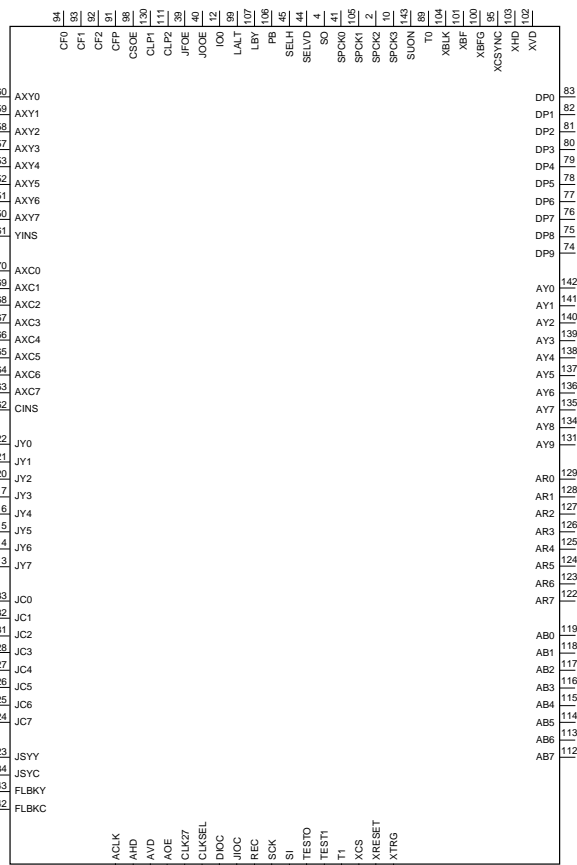 94 CF0
93 CF1
92 CF2
91 CFP
98 CSOE
130 CLP1
111 CLP2
39 JFOE
40 JOOE
12 IO0
99 LALT
107 LBY
106 PB
45 SELH
44 SELVD
4 SO
41 SPCK0
105 SPCK1
2 SPCK2
10 SPCK3
143 SUON
89 T0
104 XBLK
101 XBF
100 XBFG
95 XCSYNC
103 XHD
102 XVD
AXY0
AXY1
AXY2
AXY3
AXY4
AXY5
AXY6
AXY7
YINS
AXC0
AXC1
AXC2
AXC3
AXC4
AXC5
AXC6
AXC7
CINS
JY0
JY1
JY2
JY3
JY4
JY5
JY6
JY7
JC0
JC1
JC2
JC3
JC4
JC5
JC6
JC7
JSYY
JSYC
FLBKY
FLBKC
DP0 83
DP1 82
DP2 81
DP3 80
DP4 79
DP5 78
DP6 77
DP7 76
DP8 75
DP9 74
AY0 142
AY1 141
AY2 140
AY3 139
AY4 138
AY5 137
AY6 136
AY7 135
AY8 134
AY9 131
AR0 129
AR1 128
AR2 127
AR3 126
AR4 125
AR5 124
AR6 123
AR7 122
AB0 119
AB1 118
AB2 117
AB3 116
AB4 115
AB5 114
AB6 113
AB7 112
ACLK
AHD
AVD
AOE
CLK27
CLKSEL
DIOC
JIOC
REC
SCK
SI
TESTO
TEST1
T1
XCS
XRESET
XTRG